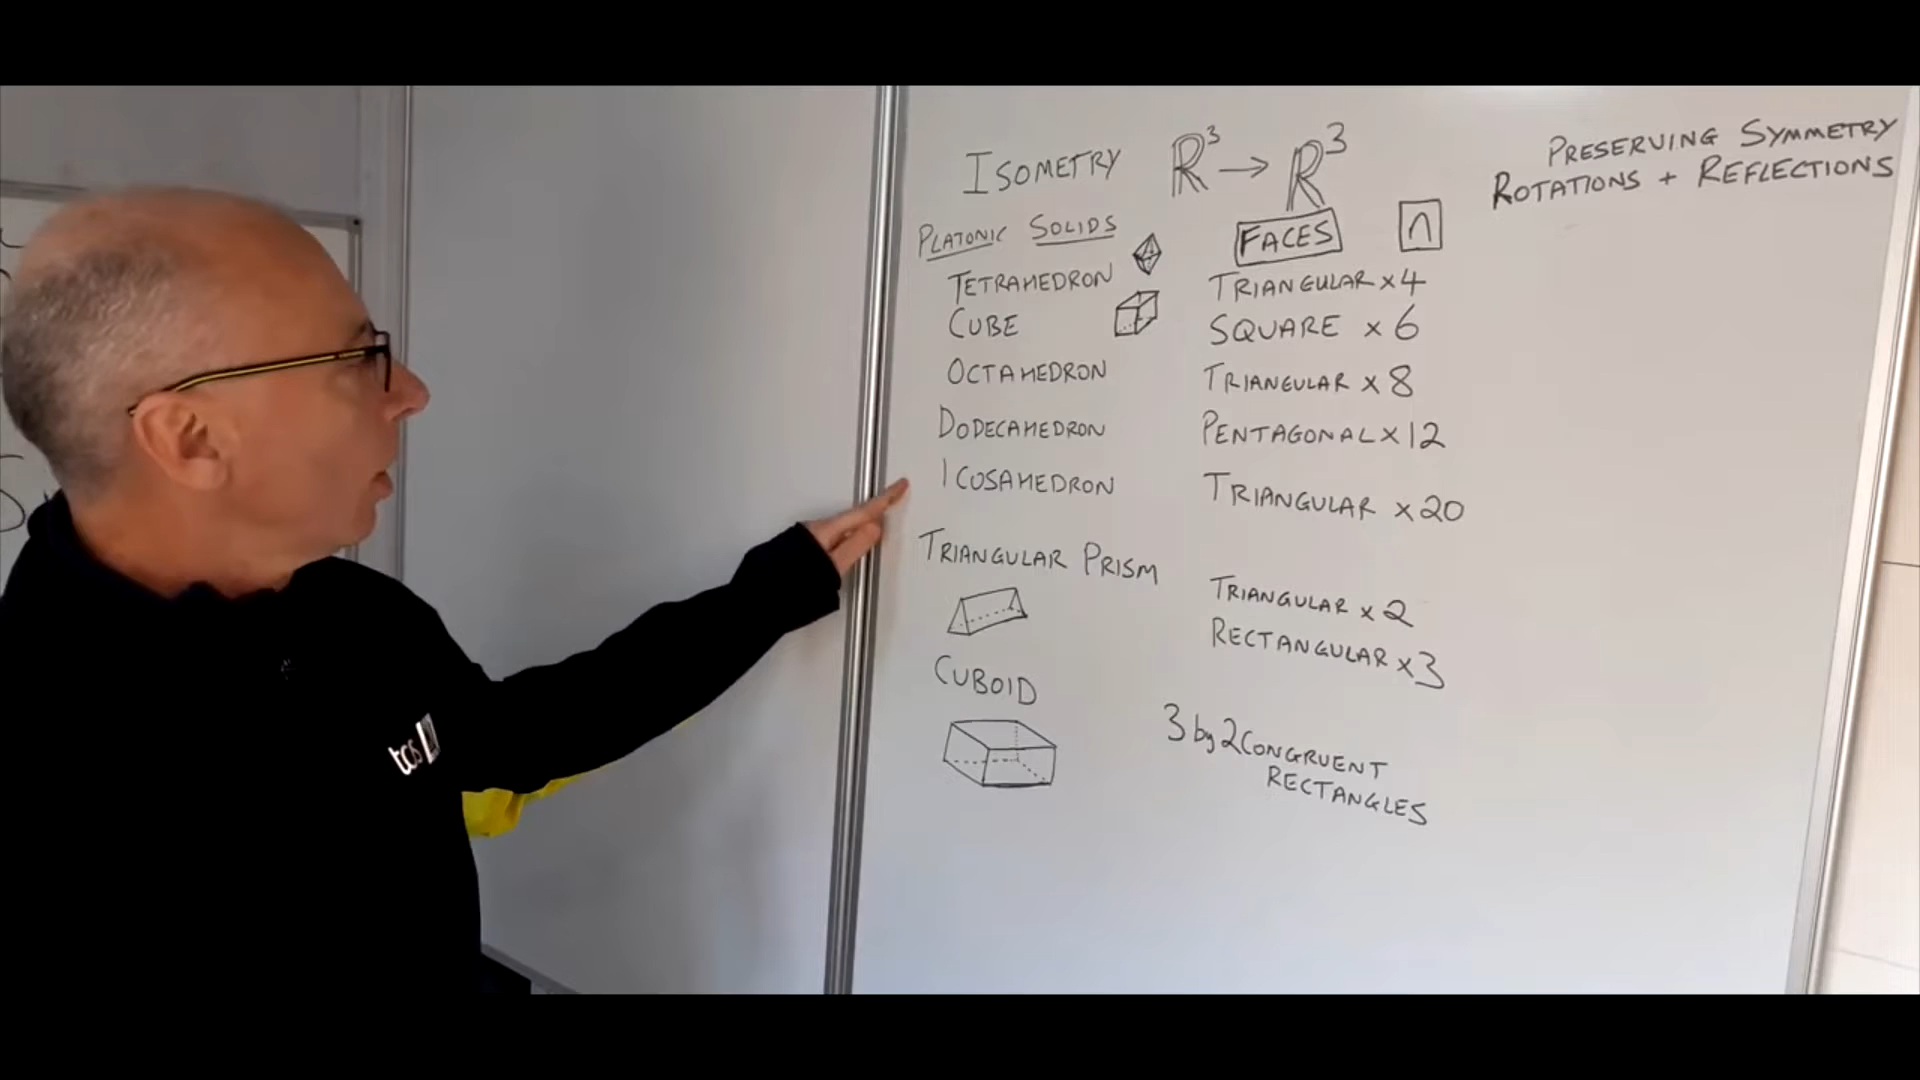 ISOMETRY R³ → R³
PRESERVING SYMMETRY
ROTATIONS + REFLECTIONS
PLATONIC SOLIDS FACES n
TETRAHEDRON TRIANGULAR x 4
CUBE SQUARE x 6
OCTAHEDRON TRIANGULAR x 8
DODECAHEDRON PENTAGONAL x 12
ICOSAHEDRON TRIANGULAR x 20
TRIANGULAR PRISM TRIANGULAR x 2
RECTANGULAR x 3
CUBOID
3 by 2 CONGRUENT
RECTANGLES
tcs